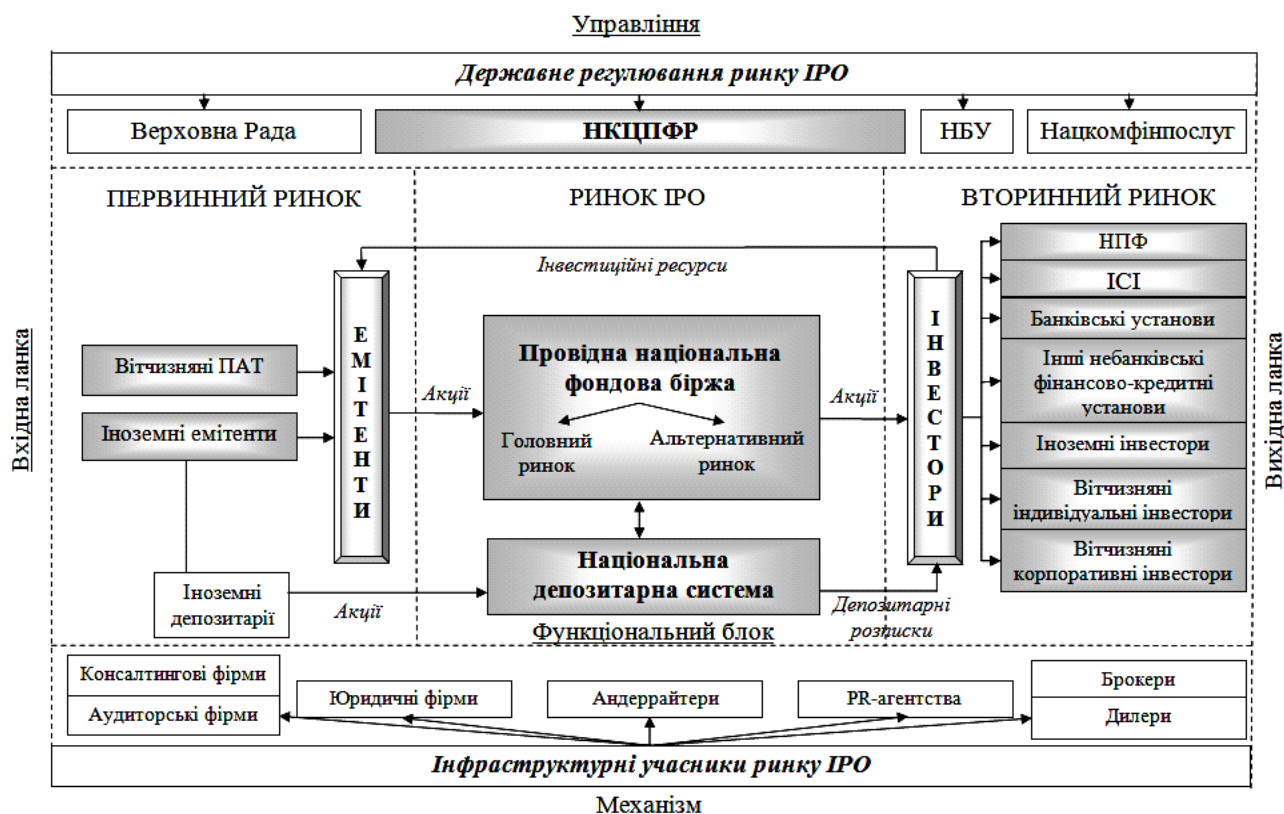 Управління
Державне регулювання ринку ІРО
Верховна Рада
НКЦПФР
НБУ
Нацкомфінпослуг
ПЕРВИННИЙ РИНОК
РИНОК ІРО
ВТОРИННИЙ РИНОК
Вхідна ланка
Вихідна ланка
Інвестиційні ресурси
Вітчизняні ПАТ
Іноземні емітенти
ЕМІТЕНТИ
Акції
Провідна національна
фондова біржа
Головний
ринок
Альтернативний
ринок
Акції
ІНВЕСТОРИ
НПФ
ІСІ
Банківські установи
Інші небанківські
фінансово-кредитні
установи
Іноземні інвестори
Вітчизняні
індивідуальні інвестори
Вітчизняні
корпоративні інвестори
Іноземні
депозитарії
Акції
Національна
депозитарна система
Депозитарні
розписки
Функціональний блок
Консалтингові фірми
Аудиторські фірми
Юридичні фірми
Андеррайтери
PR-агентства
Брокери
Дилери
Інфраструктурні учасники ринку ІРО
Механізм